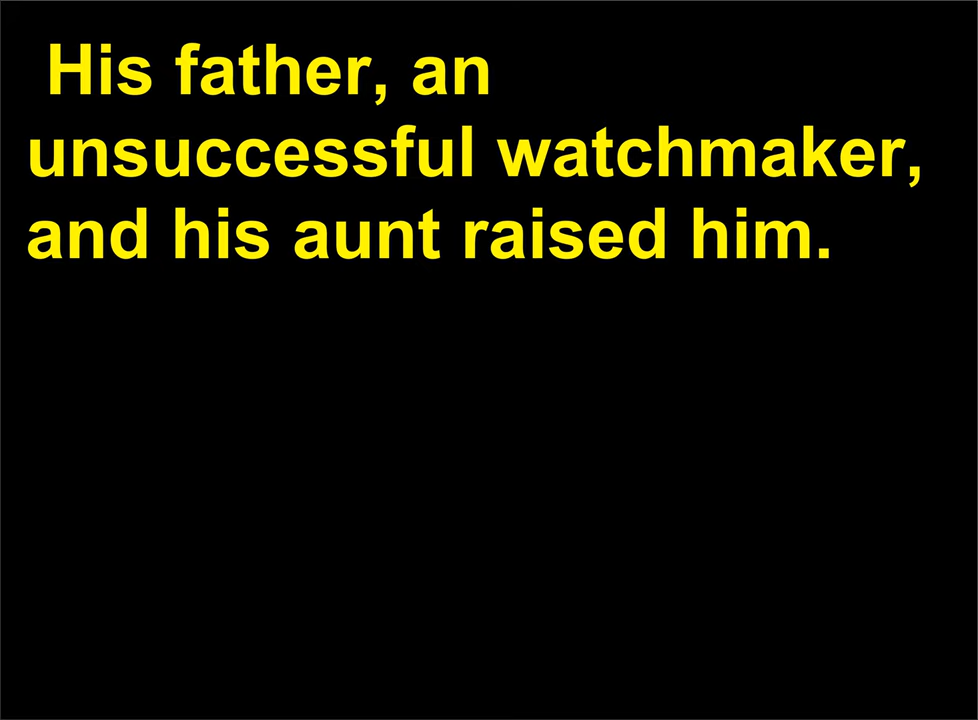 His father, an
unsuccessful watchmaker,
and his aunt raised him.